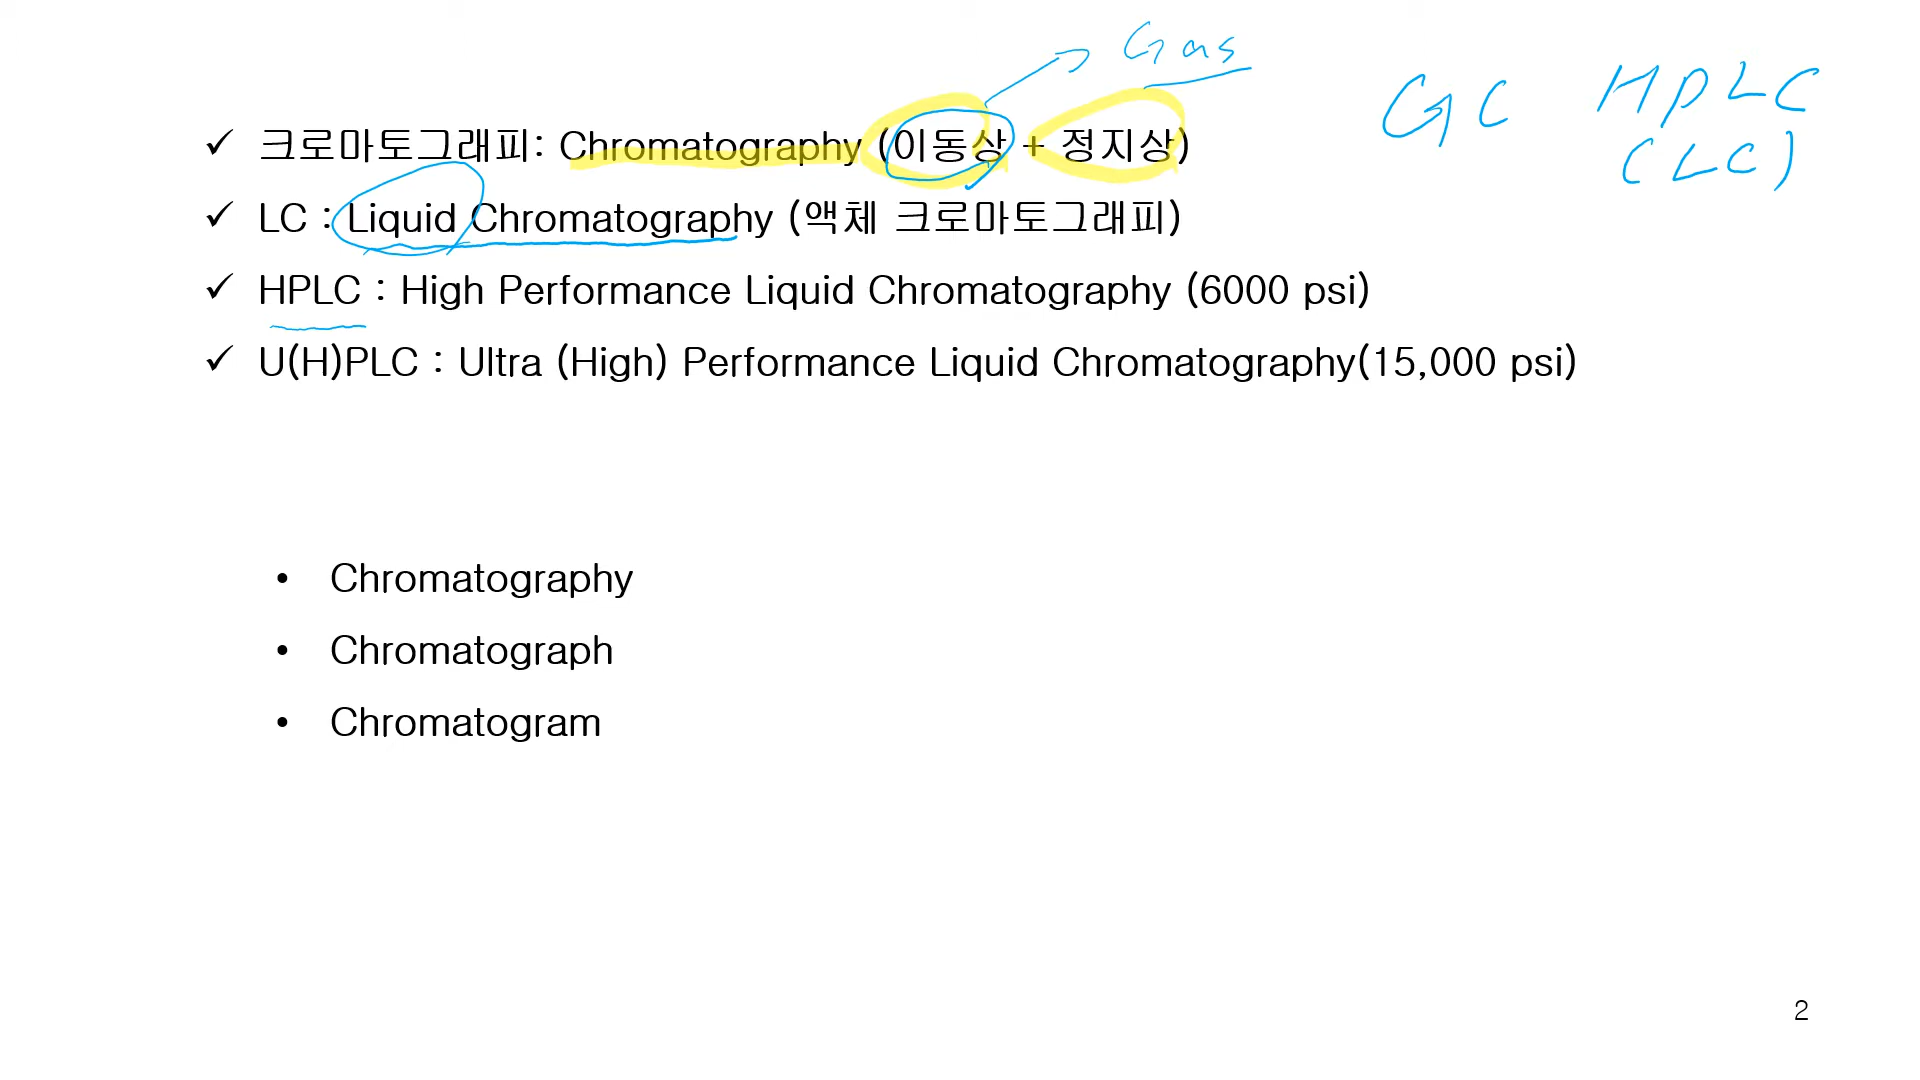 Gas
GC HPLC
(LC)
✓ 크로마토그래피: Chromatography (이동상 + 정지상)
✓ LC : Liquid Chromatography (액체 크로마토그래피)
✓ HPLC : High Performance Liquid Chromatography (6000 psi)
✓ U(H)PLC : Ultra (High) Performance Liquid Chromatography(15,000 psi)
• Chromatography
• Chromatograph
• Chromatogram
2